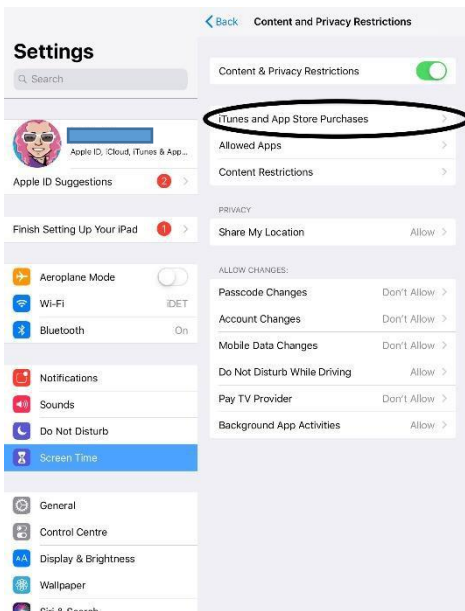 Settings
Search
Apple ID, iCloud, iTunes & App...
Apple ID Suggestions 2
Finish Setting Up Your iPad 1
Aeroplane Mode
Wi-Fi iDET
Bluetooth On
Notifications
Sounds
Do Not Disturb
Screen Time
General
Control Centre
AA Display & Brightness
Wallpaper
Siri & Search
Back Content and Privacy Restrictions
Content & Privacy Restrictions
iTunes and App Store Purchases
Allowed Apps
Content Restrictions
PRIVACY
Share My Location Allow
ALLOW CHANGES:
Passcode Changes Don't Allow
Account Changes Don't Allow
Mobile Data Changes Don't Allow
Do Not Disturb While Driving Allow
Pay TV Provider Don't Allow
Background App Activities Allow